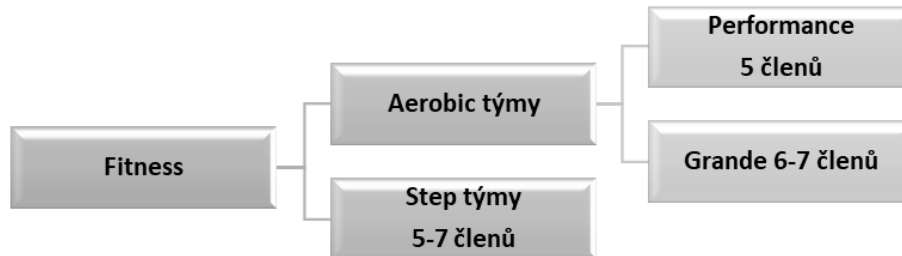 Fitness
Aerobic týmy
Performance
5 členů
Grande 6-7 členů
Step týmy
5-7 členů